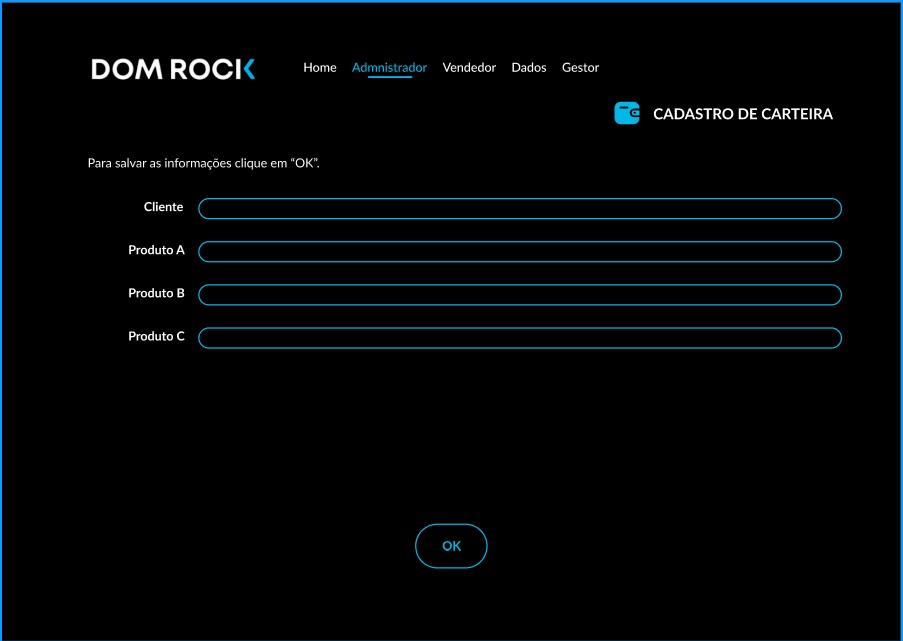 DOM ROCK
Home Admnistrador Vendedor Dados Gestor
CADASTRO DE CARTEIRA
Para salvar as informações clique em “OK”.
Cliente
Produto A
Produto B
Produto C
OK